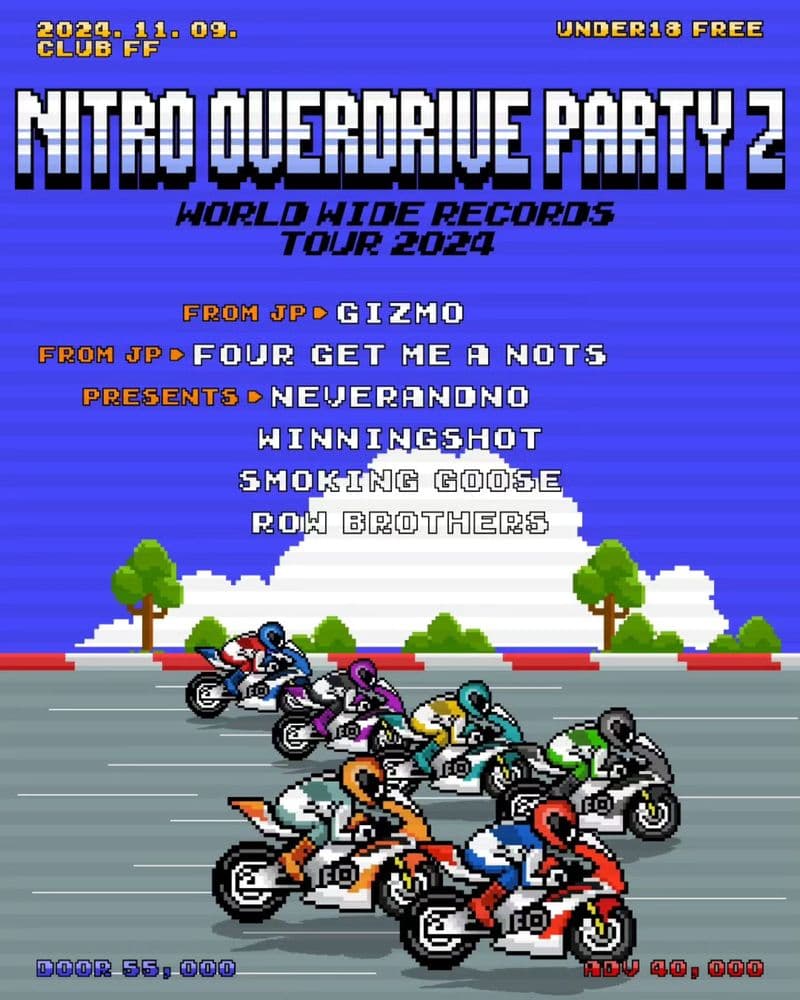 2024. 11. 09.
CLUB FF
UNDER18 FREE
NITRO OVERDRIVE PARTY 2
WORLD WIDE RECORDS
TOUR 2024
FROM JP GIZMO
FROM JP FOUR GET ME A NOTS
PRESENTS NEVERANDNO
WINNINGSHOT
SMOKING GOOSE
ROW BROTHERS
DOOR 55,000
ADV 40,000